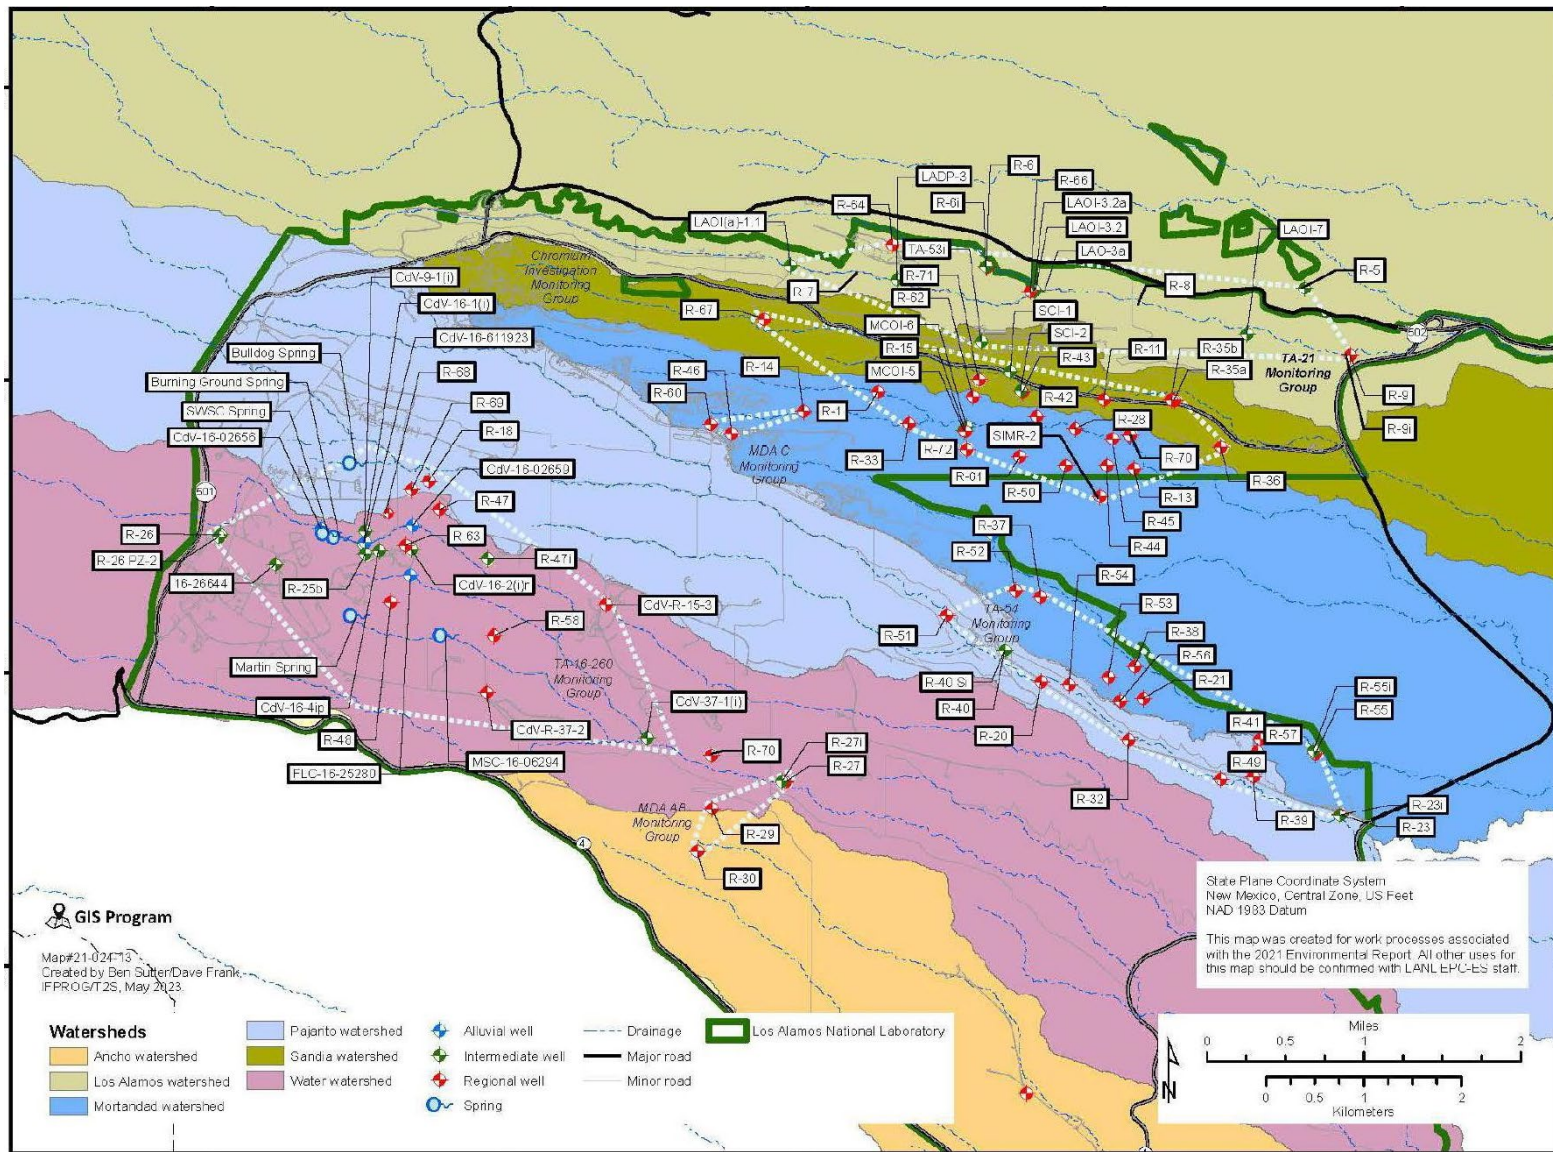 R-6
LADP-3
R-66
R-64
R-6i
LAOI-3.2a
LAOI(a)-1.1
LAOI-3.2
LAOI-7
TA-53i
LAO-3a
Chromium
Investigation
Monitoring
Group
CdV-9-1(i)
R-7
R-71
R-8
R-5
R-62
SCI-1
CdV-16-1(i)
R-67
MCOI-6
SCI-2
502
CdV-16-611923
R-15
R-43
R-11
R-35b
TA-21
Monitoring
Group
Bulldog Spring
R-46
R-14
MCOI-5
R-35a
R-68
Burning Ground Spring
R-60
R-1
R-42
R-9
R-69
SWSC Spring
R-28
R-9i
R-18
SIMR-2
CdV-16-02656
MDA C
Monitoring
Group
R-33
R-72
R-70
CdV-16-02659
R-61
R-50
R-13
R-36
501
R-47
R-45
R-37
R-26
R-63
R-44
R-52
R-26 PZ-2
R-47i
R-54
16-26644
R-25b
CdV-16-2(i)r
CdV-R-15-3
TA-54
Monitoring
Group
R-53
R-58
R-51
R-38
R-56
Martin Spring
TA-16-260
Monitoring
Group
R-40 Si
R-21
R-55i
CdV-16-4ip
CdV-37-1(i)
R-40
R-41
R-55
R-48
CdV-R-37-2
R-20
R-57
R-27i
FLC-16-25280
MSC-16-06294
R-70
R-27
R-49
R-32
R-23i
MDA AB
Monitoring
Group
R-39
R-23
R-29
4
R-30
State Plane Coordinate System
New Mexico, Central Zone, US Feet
NAD 1983 Datum
This map was created for work processes associated
with the 2021 Environmental Report. All other uses for
this map should be confirmed with LANL EPC-ES staff.
GIS Program
Map#21-024-13
Created by Ben Sutter/Dave Frank,
IFPROG/T2S, May 2023
Watersheds
Ancho watershed
Los Alamos watershed
Mortandad watershed
Pajarito watershed
Sandia watershed
Water watershed
Alluvial well
Intermediate well
Regional well
Spring
Drainage
Major road
Minor road
Los Alamos National Laboratory
N
Miles
0 0.5 1 2
0 0.5 1 2
Kilometers